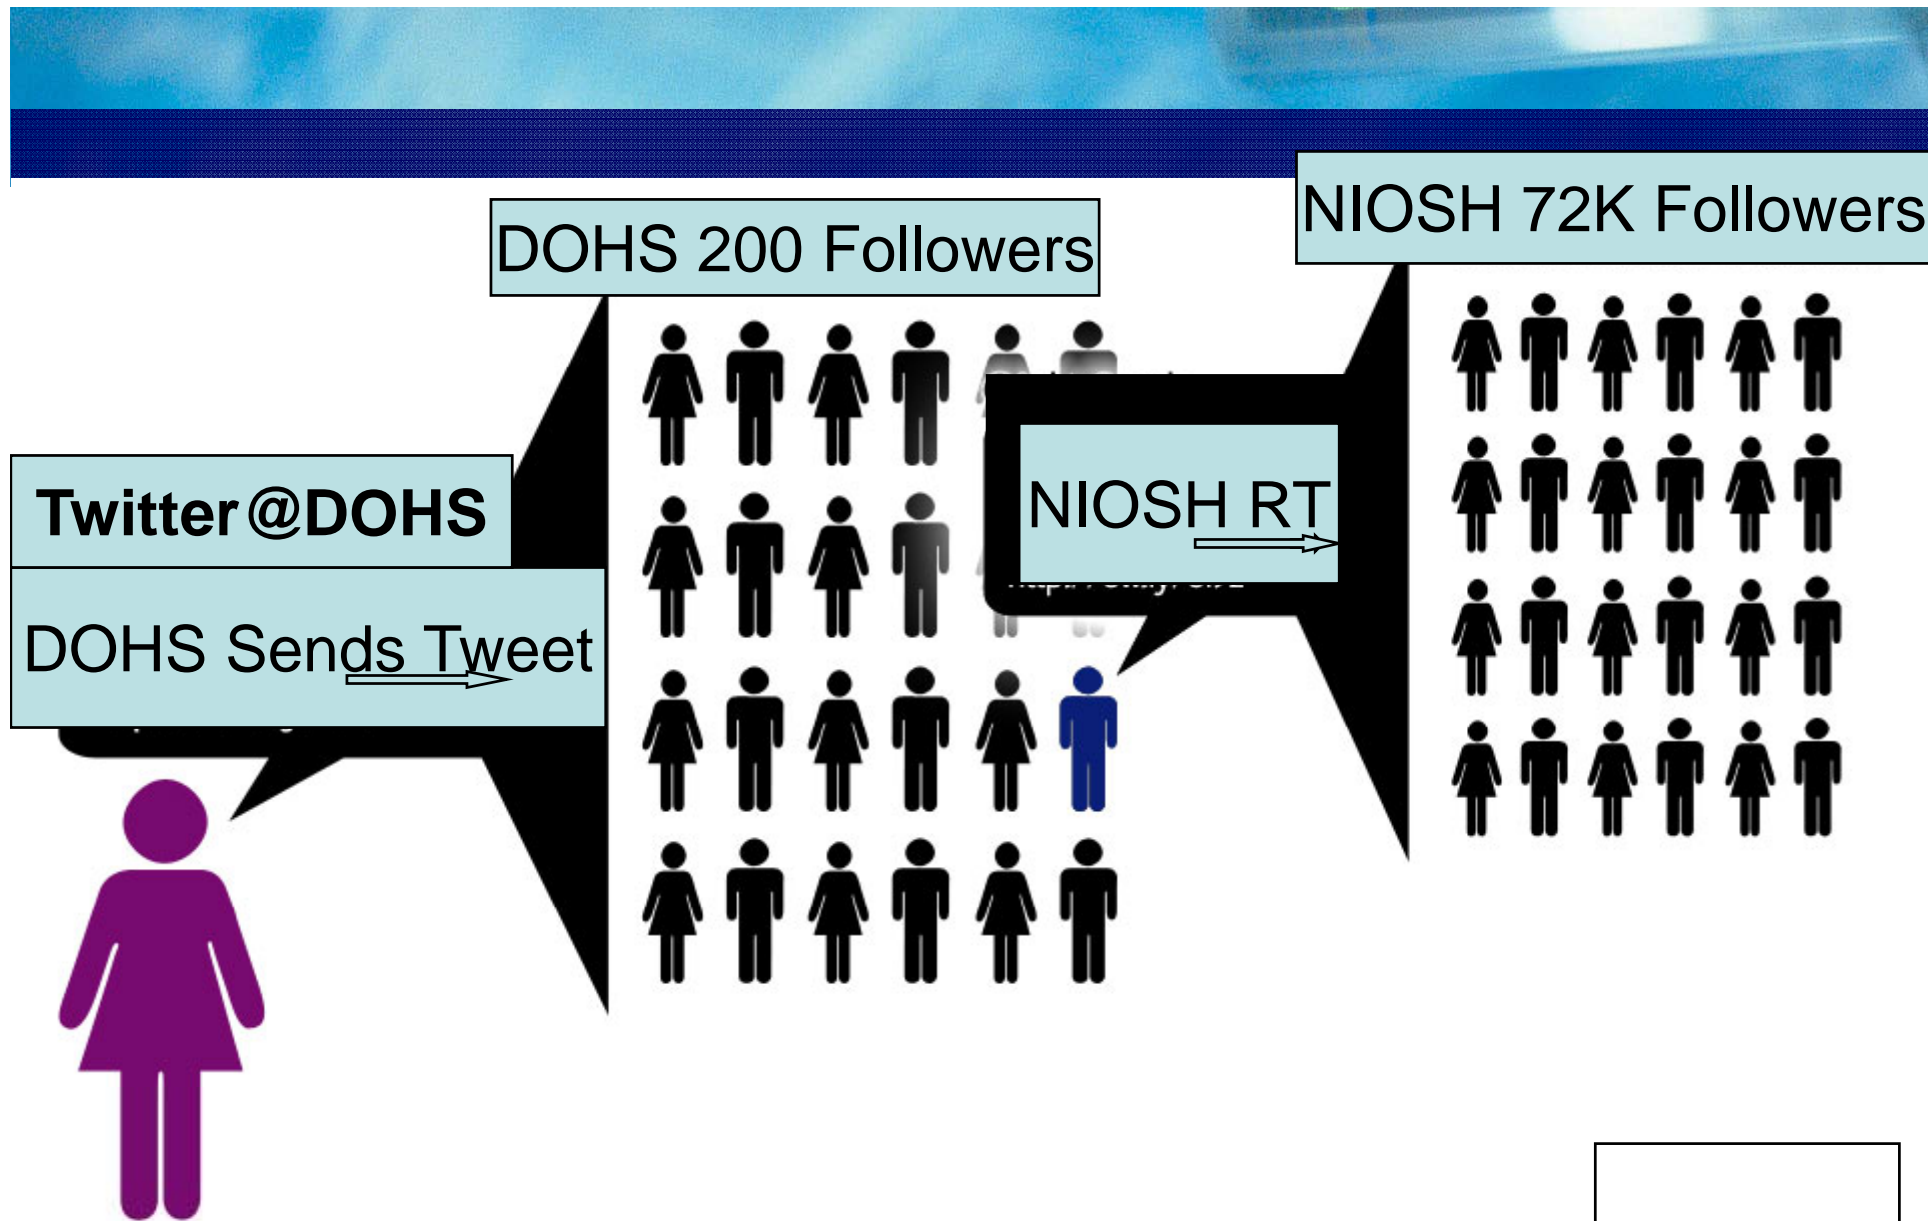 NIOSH 72K Followers
DOHS 200 Followers
Twitter@DOHS
NIOSH RT
DOHS Sends Tweet